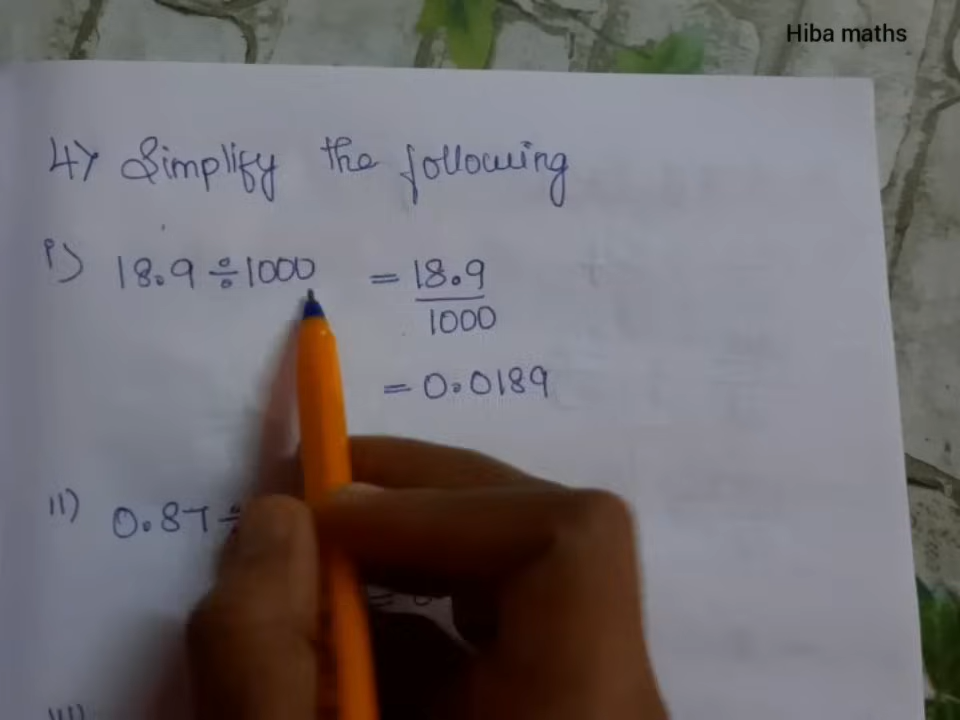 Hiba maths
4) Simplify the following
i) 18.9 ÷ 1000 = 18.9
1000
= 0.0189
ii) 0.87 ÷